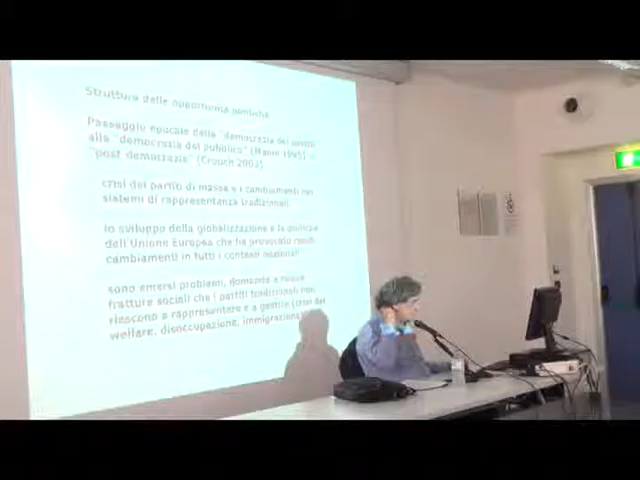 Struttura delle opportunità politiche
Passaggio epocale dalla "democrazia dei partiti"
alla "democrazia del pubblico" (Manin 1995) e
"post democrazia" (Crouch 2003)
crisi dei partiti di massa e i cambiamenti nei
sistemi di rappresentanza tradizionali
lo sviluppo della globalizzazione e le politiche
dell'Unione Europea che ha provocato
cambiamenti in tutti i contesti nazionali
sono emersi problemi, domande e nuove
fratture sociali che i partiti tradizionali non
riescono a rappresentare e a gestire (crisi del
welfare, disoccupazione, immigrazione